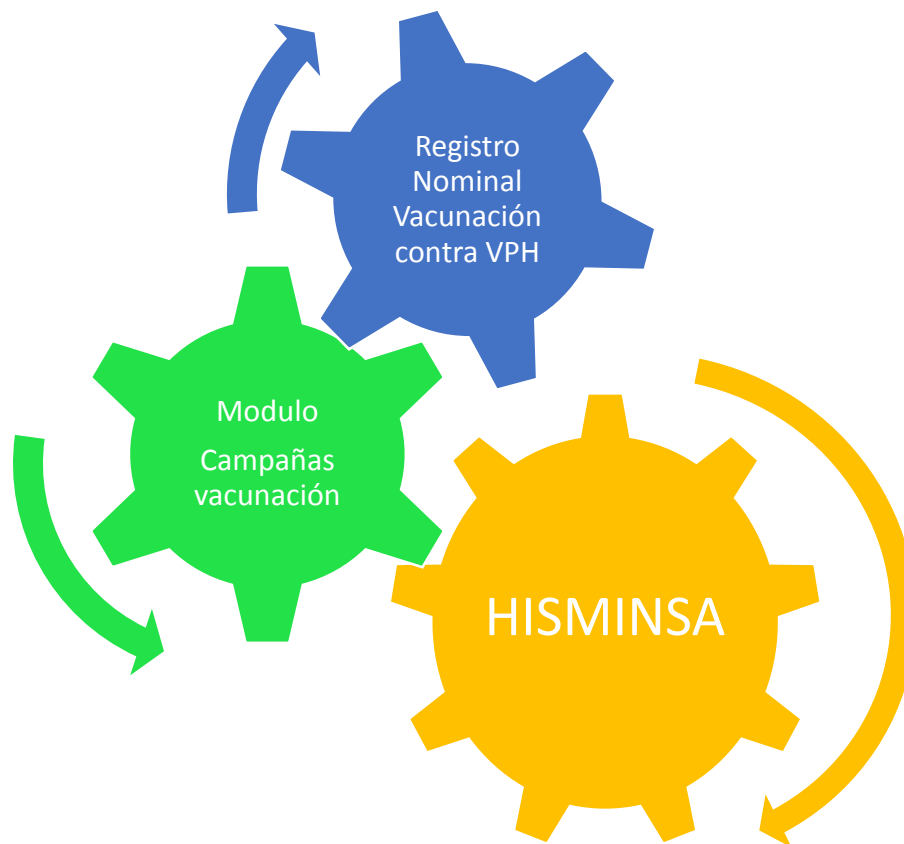 Registro
Nominal
Vacunación
contra VPH
Modulo
Campañas
vacunación
HISMINSA